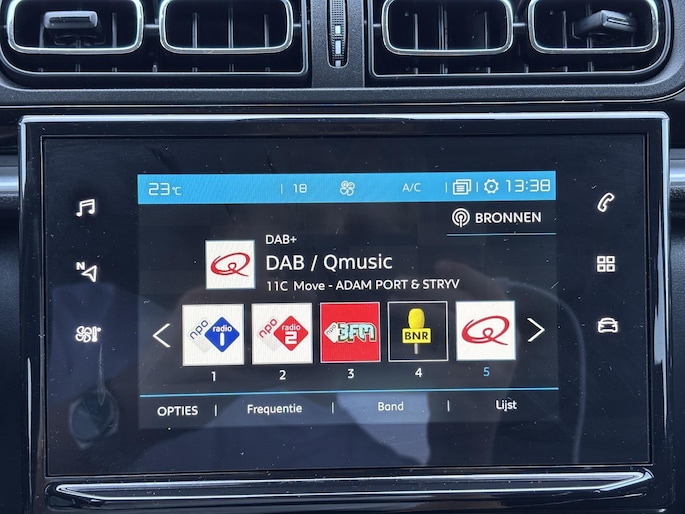 23°C | 18 A/C | 13:38
BRONNEN
N
DAB+
DAB / Qmusic
11C Move - ADAM PORT & STRYV
npo radio 1
npo radio 2
npo 3FM
BNR
Q
1 2 3 4 5
OPTIES | Frequentie | Band | Lijst